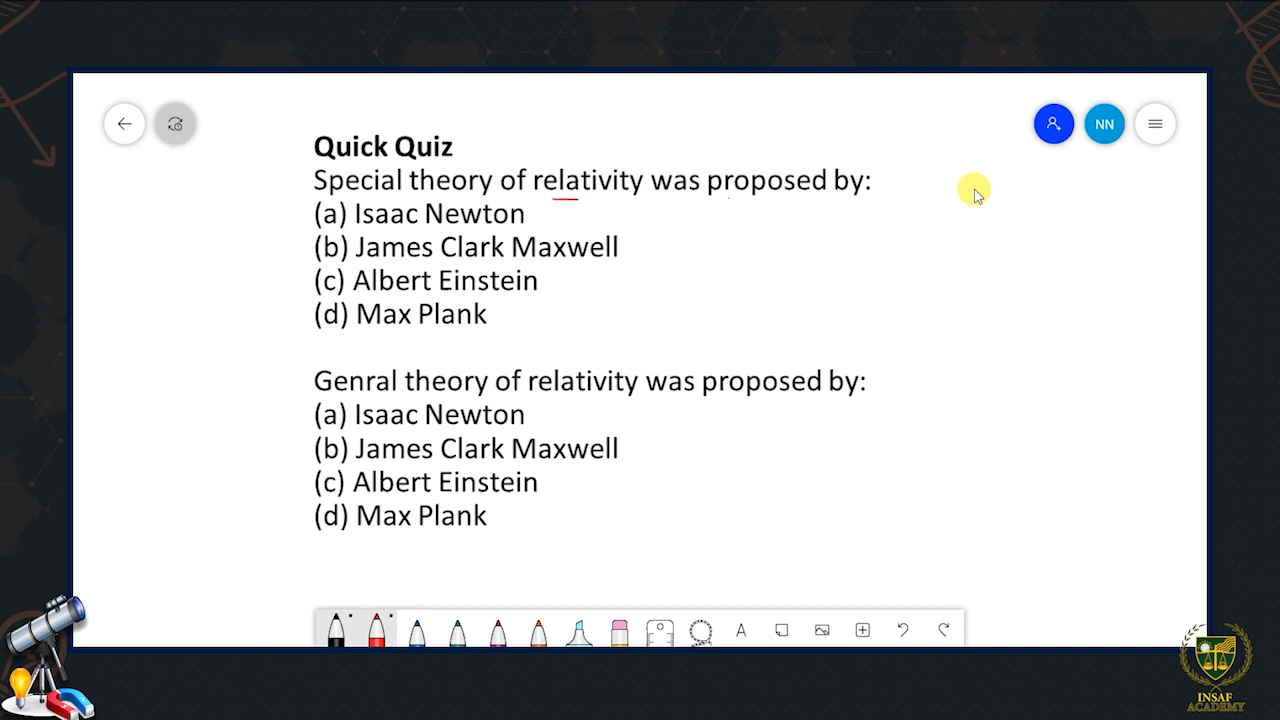 NN
Quick Quiz
Special theory of relativity was proposed by:
(a) Isaac Newton
(b) James Clark Maxwell
(c) Albert Einstein
(d) Max Plank
Genral theory of relativity was proposed by:
(a) Isaac Newton
(b) James Clark Maxwell
(c) Albert Einstein
(d) Max Plank
A
INSAF
ACADEMY